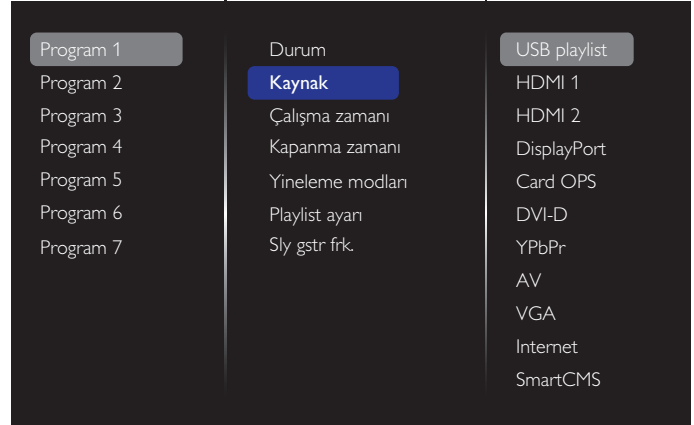 Program 1
Program 2
Program 3
Program 4
Program 5
Program 6
Program 7
Durum
Kaynak
Çalışma zamanı
Kapanma zamanı
Yineleme modları
Playlist ayarı
Sly gstr frk.
USB playlist
HDMI 1
HDMI 2
DisplayPort
Card OPS
DVI-D
YPbPr
AV
VGA
Internet
SmartCMS